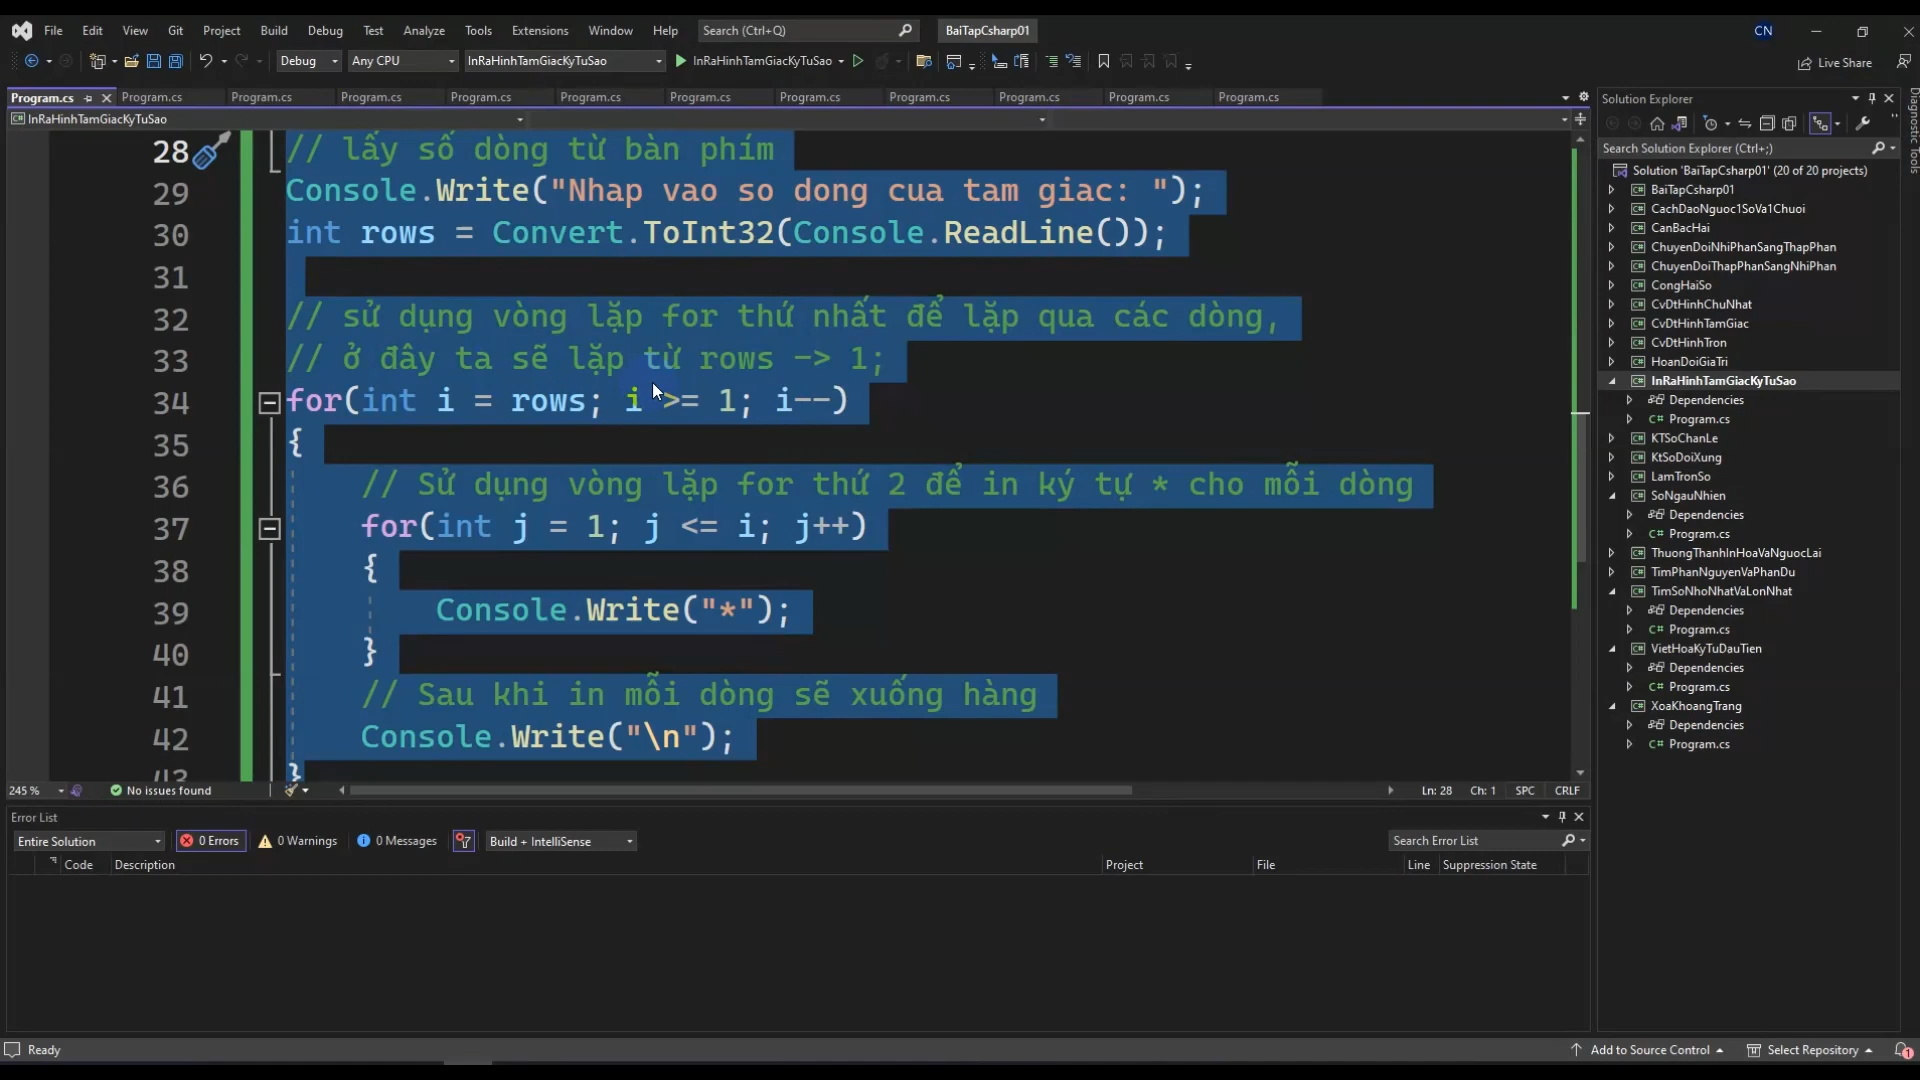 File Edit View Git Project Build Debug Test Analyze Tools Extensions Window Help Search (Ctrl+Q) BaiTapCsharp01 CN
Debug Any CPU InRaHinhTamGiacKyTuSao InRaHinhTamGiacKyTuSao Live Share
Program.cs Program.cs Program.cs Program.cs Program.cs Program.cs Program.cs Program.cs Program.cs Program.cs Program.cs Program.cs
InRaHinhTamGiacKyTuSao
28 // lấy số dòng từ bàn phím
29 Console.Write("Nhap vao so dong cua tam giac: ");
30 int rows = Convert.ToInt32(Console.ReadLine());
31
32 // sử dụng vòng lặp for thứ nhất để lặp qua các dòng,
33 // ở đây ta sẽ lặp từ rows -> 1;
34 for(int i = rows; i >= 1; i--)
35 {
36 // Sử dụng vòng lặp for thứ 2 để in ký tự * cho mỗi dòng
37 for(int j = 1; j <= i; j++)
38 {
39 Console.Write("*");
40 }
41 // Sau khi in mỗi dòng sẽ xuống hàng
42 Console.Write("\n");
43 }
245 % No issues found Ln: 28 Ch: 1 SPC CRLF
Error List
Entire Solution 0 Errors 0 Warnings 0 Messages Build + IntelliSense Search Error List
Code Description Project File Line Suppression State
Solution Explorer
Search Solution Explorer (Ctrl+;)
Solution 'BaiTapCsharp01' (20 of 20 projects)
BaiTapCsharp01
CachDaoNguoc1SoVa1Chuoi
CanBacHai
ChuyenDoiNhiPhanSangThapPhan
ChuyenDoiThapPhanSangNhiPhan
CongHaiSo
CvDtHinhChuNhat
CvDtHinhTamGiac
CvDtHinhTron
HoanDoiGiaTri
InRaHinhTamGiacKyTuSao
Dependencies
C# Program.cs
KTSoChanLe
KtSoDoiXung
LamTronSo
SoNgauNhien
Dependencies
C# Program.cs
ThuongThanhInHoaVaNguocLai
TimPhanNguyenVaPhanDu
TimSoNhoNhatVaLonNhat
Dependencies
C# Program.cs
VietHoaKyTuDauTien
Dependencies
C# Program.cs
XoaKhoangTrang
Dependencies
C# Program.cs
Diagnostic Tools
Ready Add to Source Control Select Repository 1